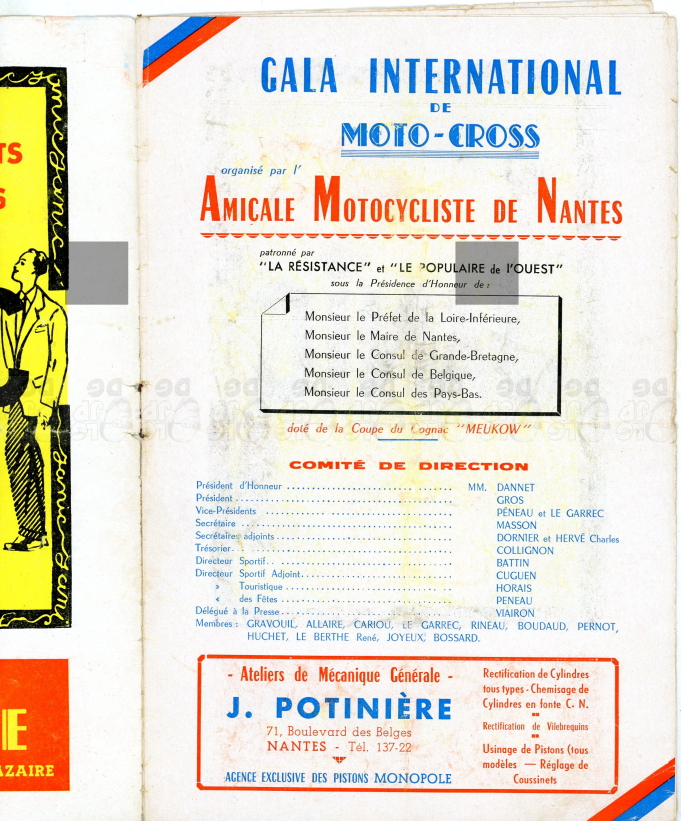 TS
S
E
AZAIRE
GALA INTERNATIONAL
DE
MOTO-CROSS
organisé par l'
AMICALE MOTOCYCLISTE DE NANTES
patronné par
"LA RÉSISTANCE" et "LE POPULAIRE de l'OUEST"
sous la Présidence d'Honneur de :
Monsieur le Préfet de la Loire-Inférieure,
Monsieur le Maire de Nantes,
Monsieur le Consul de Grande-Bretagne,
Monsieur le Consul de Belgique,
Monsieur le Consul des Pays-Bas.
doté de la Coupe du Cognac "MEUKOW"
COMITÉ DE DIRECTION
Président d'Honneur .......... MM. DANNET
Président .......... GROS
Vice-Présidents .......... PÉNEAU et LE GARREC
Secrétaire .......... MASSON
Secrétaires adjoints .......... DORNIER et HERVÉ Charles
Trésorier .......... COLLIGNON
Directeur Sportif .......... BATTIN
Directeur Sportif Adjoint .......... CUGUEN
» Touristique .......... HORAIS
« des Fêtes .......... PENEAU
Délégué à la Presse .......... VIAIRON
Membres : GRAVOUIL, ALLAIRE, CARIOU, LE GARREC, RINEAU, BOUDAUD, PERNOT,
HUCHET, LE BERTHE René, JOYEUX, BOSSARD.
- Ateliers de Mécanique Générale -
J. POTINIÈRE
71, Boulevard des Belges
NANTES - Tél. 137-22
AGENCE EXCLUSIVE DES PISTONS MONOPOLE
Rectification de Cylindres
tous types - Chemisage de
Cylindres en fonte C. N.
Rectification de Vilebrequins
Usinage de Pistons (tous
modèles — Réglage de
Coussinets